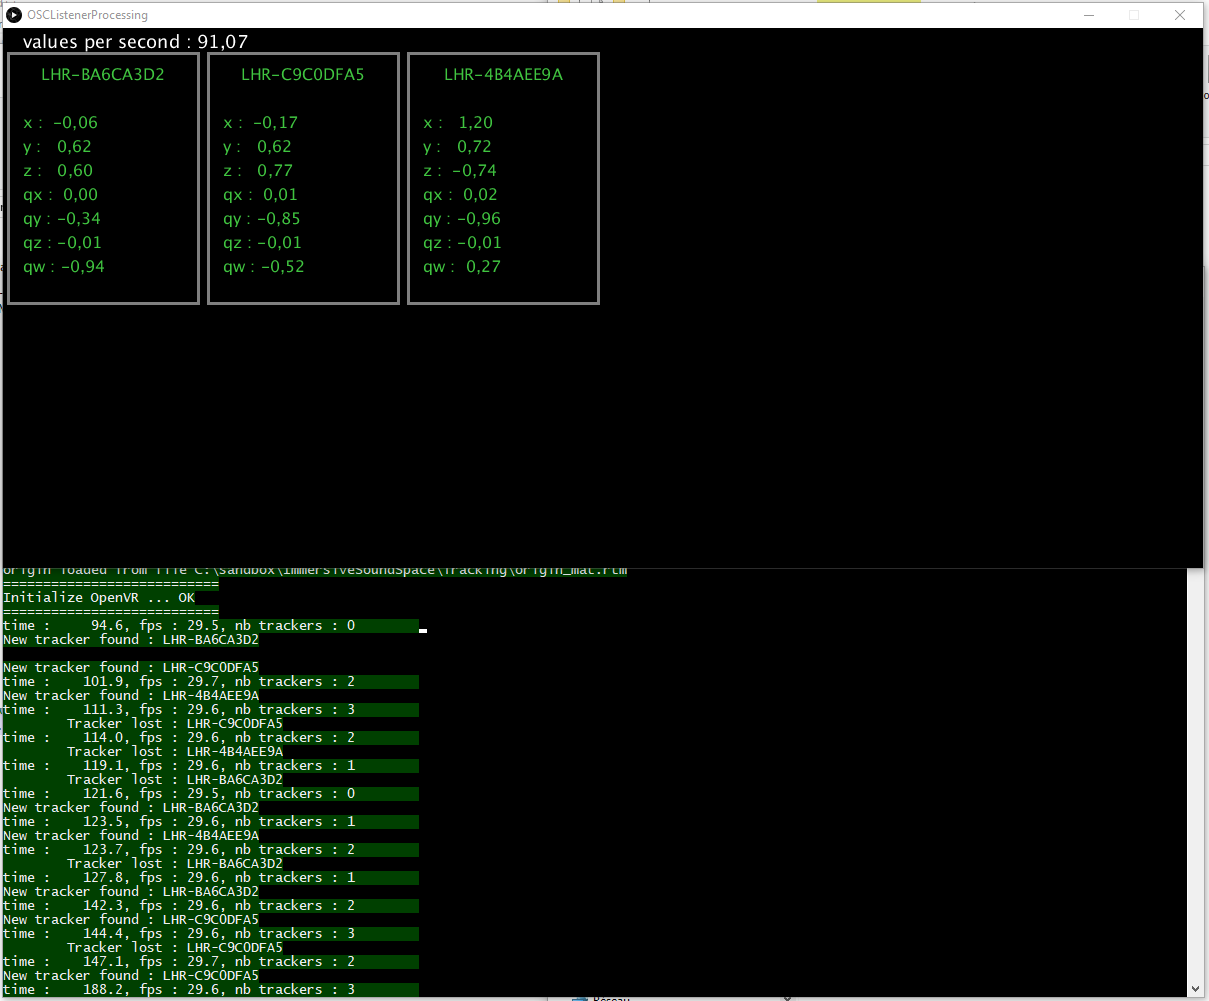 OSCListenerProcessing
values per second : 91,07
LHR-BA6CA3D2
x : -0,06
y : 0,62
z : 0,60
qx : 0,00
qy : -0,34
qz : -0,01
qw : -0,94
LHR-C9C0DFA5
x : -0,17
y : 0,62
z : 0,77
qx : 0,01
qy : -0,85
qz : -0,01
qw : -0,52
LHR-4B4AEE9A
x : 1,20
y : 0,72
z : -0,74
qx : 0,02
qy : -0,96
qz : -0,01
qw : 0,27
origin loaded from file C:\sandbox\ImmersiveSoundSpace\Tracking\origin_mat.rtm
===========================
Initialize OpenVR ... OK
===========================
time :     94.6, fps : 29.5, nb trackers : 0
New tracker found : LHR-BA6CA3D2
New tracker found : LHR-C9C0DFA5
time :    101.9, fps : 29.7, nb trackers : 2
New tracker found : LHR-4B4AEE9A
time :    111.3, fps : 29.6, nb trackers : 3
Tracker lost : LHR-C9C0DFA5
time :    114.0, fps : 29.6, nb trackers : 2
Tracker lost : LHR-4B4AEE9A
time :    119.1, fps : 29.6, nb trackers : 1
Tracker lost : LHR-BA6CA3D2
time :    121.6, fps : 29.5, nb trackers : 0
New tracker found : LHR-BA6CA3D2
time :    123.5, fps : 29.6, nb trackers : 1
New tracker found : LHR-4B4AEE9A
time :    123.7, fps : 29.6, nb trackers : 2
Tracker lost : LHR-BA6CA3D2
time :    127.8, fps : 29.6, nb trackers : 1
New tracker found : LHR-BA6CA3D2
time :    142.3, fps : 29.6, nb trackers : 2
New tracker found : LHR-C9C0DFA5
time :    144.4, fps : 29.6, nb trackers : 3
Tracker lost : LHR-C9C0DFA5
time :    147.1, fps : 29.7, nb trackers : 2
New tracker found : LHR-C9C0DFA5
time :    188.2, fps : 29.6, nb trackers : 3